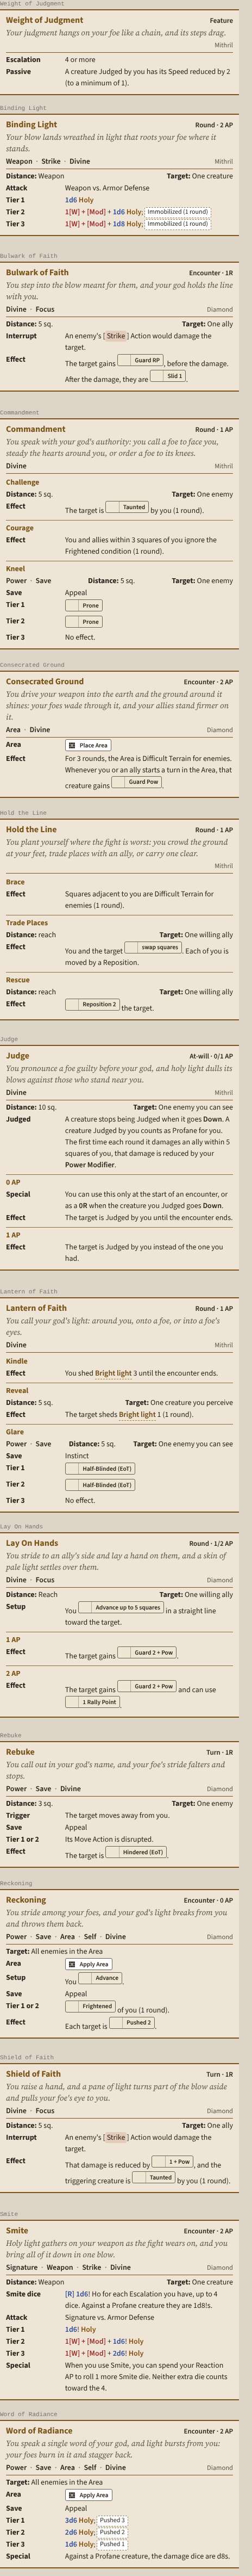 Weight of Judgment
Weight of Judgment Feature
Your judgment hangs on your foe like a chain, and its steps drag.
Mithril
Escalation 4 or more
Passive A creature Judged by you has its Speed reduced by 2
(to a minimum of 1).
Binding Light
Binding Light Round · 2 AP
Your blow lands wreathed in light that roots your foe where it
stands.
Weapon · Strike · Divine Mithril
Distance: Weapon Target: One creature
Attack Weapon vs. Armor Defense
Tier 1 1d6 Holy
Tier 2 1[W] + [Mod] + 1d6 Holy; Immobilized (1 round)
Tier 3 1[W] + [Mod] + 1d8 Holy; Immobilized (1 round)
Bulwark of Faith
Bulwark of Faith Encounter · 1R
You step into the blow meant for them, and your god holds the line
with you.
Divine · Focus Diamond
Distance: 5 sq. Target: One ally
Interrupt An enemy's [ Strike ] Action would damage the
target.
Effect The target gains Guard RP, before the damage.
After the damage, they are Slid 1.
Commandment
Commandment Round · 1 AP
You speak with your god's authority: you call a foe to face you,
steady the hearts around you, or order a foe to its knees.
Divine Mithril
Challenge
Distance: 5 sq. Target: One enemy
Effect The target is Taunted by you (1 round).
Courage
Effect You and allies within 3 squares of you ignore the
Frightened condition (1 round).
Kneel
Power · Save Distance: 5 sq. Target: One enemy
Save Appeal
Tier 1 Prone
Tier 2 Prone
Tier 3 No effect.
Consecrated Ground
Consecrated Ground Encounter · 2 AP
You drive your weapon into the earth and the ground around it
shines: your foes wade through it, and your allies stand firm on
it.
Area · Divine Diamond
Area Place Area
Effect For 3 rounds, the Area is Difficult Terrain for enemies.
Whenever you or an ally starts a turn in the Area, that
creature gains Guard Pow.
Hold the Line
Hold the Line Round · 1 AP
You plant yourself where the fight is worst: you crowd the ground
at your feet, trade places with an ally, or carry one clear.
Mithril
Brace
Effect Squares adjacent to you are Difficult Terrain for
enemies (1 round).
Trade Places
Distance: reach Target: One willing ally
Effect You and the target swap squares. Each of you is
moved by a Reposition.
Rescue
Distance: reach Target: One willing ally
Effect Reposition 2 the target.
Judge
Judge At-will · 0/1 AP
You pronounce a foe guilty before your god, and holy light dulls its
blows against those who stand near you.
Divine Mithril
Distance: 10 sq. Target: One enemy you can see
Judged A creature stops being Judged when it goes Down. A
creature Judged by you counts as Profane for you.
The first time each round it damages an ally within 5
squares of you, that damage is reduced by your
Power Modifier.
0 AP
Special You can use this only at the start of an encounter, or
as a 0R when the creature you Judged goes Down.
Effect The target is Judged by you until the encounter ends.
1 AP
Effect The target is Judged by you instead of the one you
had.
Lantern of Faith
Lantern of Faith Round · 1 AP
You call your god's light: around you, onto a foe, or into a foe's
eyes.
Divine Mithril
Kindle
Effect You shed Bright light 3 until the encounter ends.
Reveal
Distance: 5 sq. Target: One creature you perceive
Effect The target sheds Bright light 1 (1 round).
Glare
Power · Save Distance: 5 sq. Target: One enemy you can see
Save Instinct
Tier 1 Half-Blinded (EoT)
Tier 2 Half-Blinded (EoT)
Tier 3 No effect.
Lay On Hands
Lay On Hands Round · 1/2 AP
You stride to an ally's side and lay a hand on them, and a skin of
pale light settles over them.
Divine · Focus Diamond
Distance: Reach Target: One willing ally
Setup You Advance up to 5 squares in a straight line
toward the target.
1 AP
Effect The target gains Guard 2 + Pow.
2 AP
Effect The target gains Guard 2 + Pow and can use
1 Rally Point.
Rebuke
Rebuke Turn · 1R
You call out in your god's name, and your foe's stride falters and
stops.
Power · Save · Divine Diamond
Distance: 3 sq. Target: One enemy
Trigger The target moves away from you.
Save Appeal
Tier 1 or 2 Its Move Action is disrupted.
Effect The target is Hindered (EoT).
Reckoning
Reckoning Encounter · 0 AP
You stride among your foes, and your god's light breaks from you
and throws them back.
Power · Save · Area · Self · Divine Diamond
Target: All enemies in the Area
Area Apply Area
Setup You Advance.
Save Appeal
Tier 1 or 2 Frightened of you (1 round).
Effect Each target is Pushed 2.
Shield of Faith
Shield of Faith Turn · 1R
You raise a hand, and a pane of light turns part of the blow aside
and pulls your foe's eye to you.
Divine · Focus Diamond
Distance: 5 sq. Target: One ally
Interrupt An enemy's [ Strike ] Action would damage the
target.
Effect That damage is reduced by 1 + Pow, and the
triggering creature is Taunted by you (1 round).
Smite
Smite Encounter · 2 AP
Holy light gathers on your weapon as the fight wears on, and you
bring all of it down in one blow.
Signature · Weapon · Strike · Divine Diamond
Distance: Weapon Target: One creature
Smite dice [R] 1d6! Ho for each Escalation you have, up to 4
dice. Against a Profane creature they are 1d8!s.
Attack Signature vs. Armor Defense
Tier 1 1d6! Holy
Tier 2 1[W] + [Mod] + 1d6! Holy
Tier 3 1[W] + [Mod] + 2d6! Holy
Special When you use Smite, you can spend your Reaction
AP to roll 1 more Smite die. Neither extra die counts
toward the 4.
Word of Radiance
Word of Radiance Encounter · 2 AP
You speak a single word of your god, and light bursts from you:
your foes burn in it and stagger back.
Power · Save · Area · Self · Divine Diamond
Target: All enemies in the Area
Area Apply Area
Save Appeal
Tier 1 3d6 Holy; Pushed 3
Tier 2 2d6 Holy; Pushed 2
Tier 3 1d6 Holy; Pushed 1
Special Against a Profane creature, the damage dice are d8s.